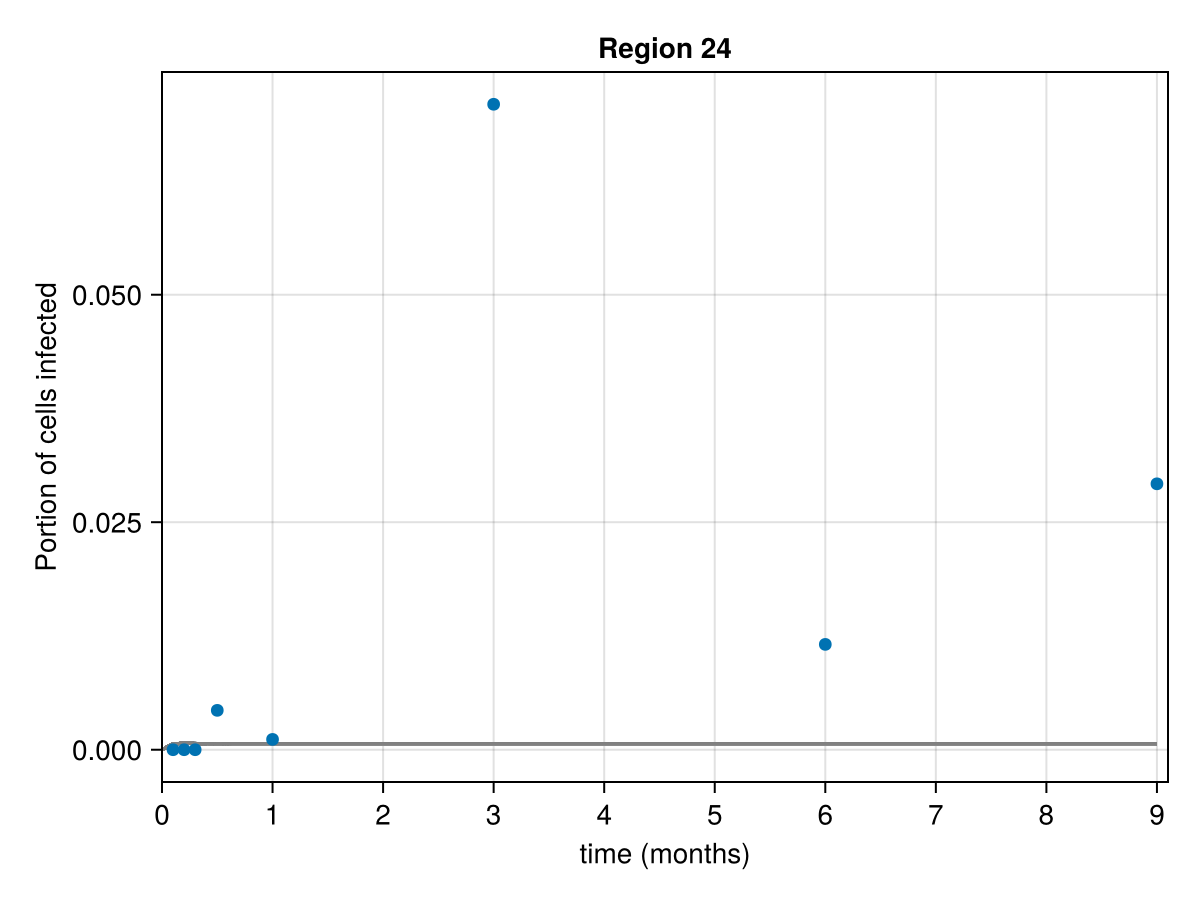 Region 24
Portion of cells infected
0.050
0.025
0.000
0 1 2 3 4 5 6 7 8 9
time (months)